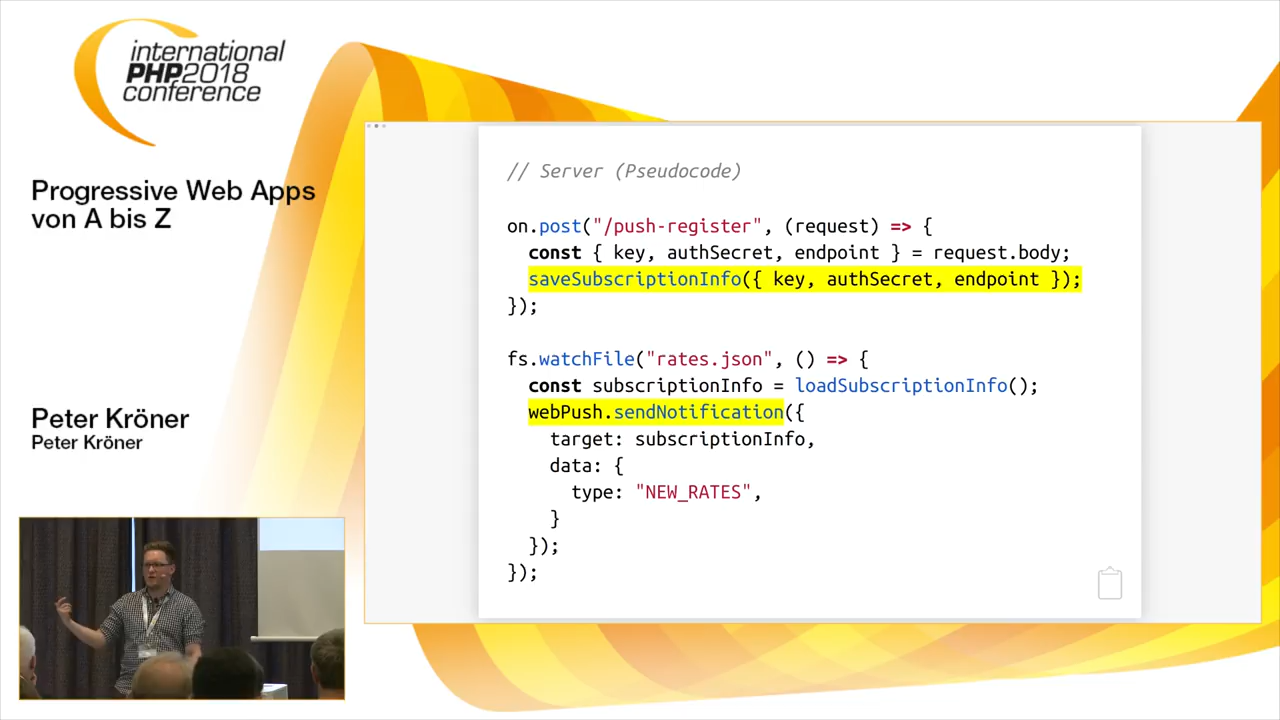 international
PHP2018
conference
Progressive Web Apps
von A bis Z
Peter Kröner
Peter Kröner
// Server (Pseudocode)
on.post("/push-register", (request) => {
const { key, authSecret, endpoint } = request.body;
saveSubscriptionInfo({ key, authSecret, endpoint });
});
fs.watchFile("rates.json", () => {
const subscriptionInfo = loadSubscriptionInfo();
webPush.sendNotification({
target: subscriptionInfo,
data: {
type: "NEW_RATES",
}
});
});